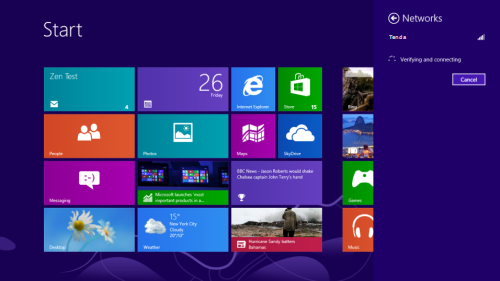 Start
Networks
Tenda
Verifying and connecting
Cancel
Zen Test
4
26
Friday
Internet Explorer
Store
15
People
Photos
Maps
SkyDrive
Messaging
Microsoft launches 'most
important products in a...
BBC News - Jason Roberts would shake
Chelsea captain John Terry's hand
Games
Desktop
15°
New York City
Cloudy
20°/13°
Weather
Hurricane Sandy batters
Bahamas
Music